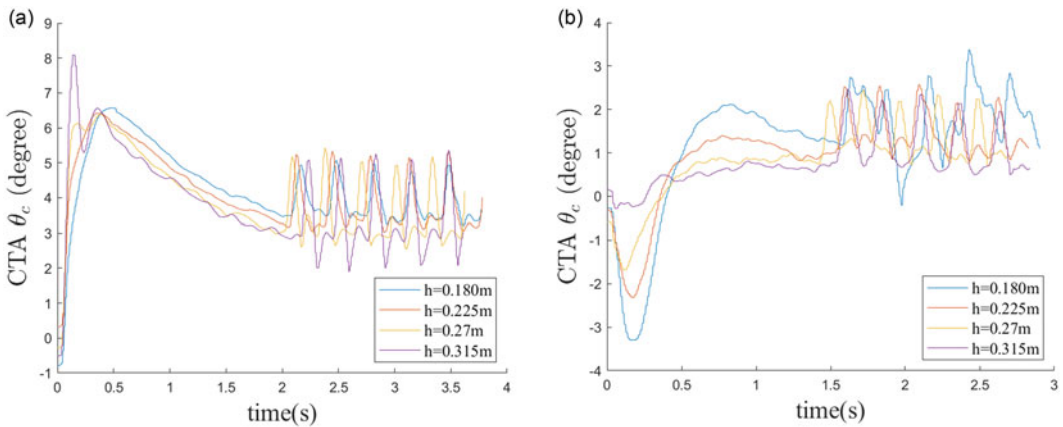 (a)
9
8
7
6
5
4
3
2
1
0
-1
CTA θc (degree)
0
0.5
1
1.5
2
2.5
3
3.5
4
time(s)
h=0.180m
h=0.225m
h=0.27m
h=0.315m
(b)
4
3
2
1
0
-1
-2
-3
-4
CTA θc (degree)
0
0.5
1
1.5
2
2.5
3
time(s)
h=0.180m
h=0.225m
h=0.27m
h=0.315m